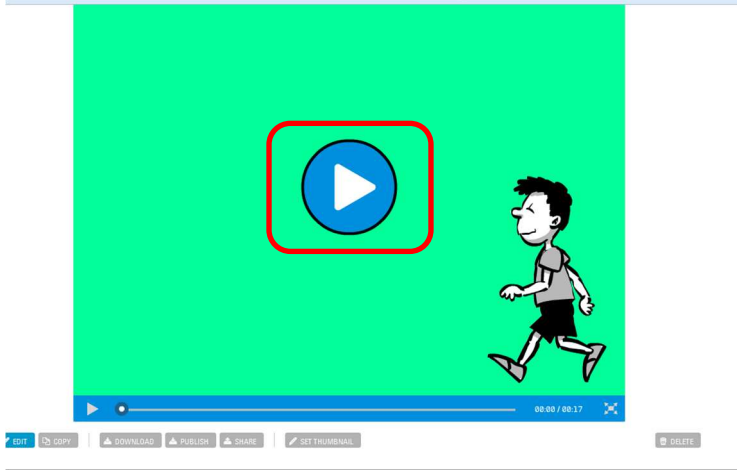 00:00 / 00:17
EDIT COPY DOWNLOAD PUBLISH SHARE SET THUMBNAIL DELETE